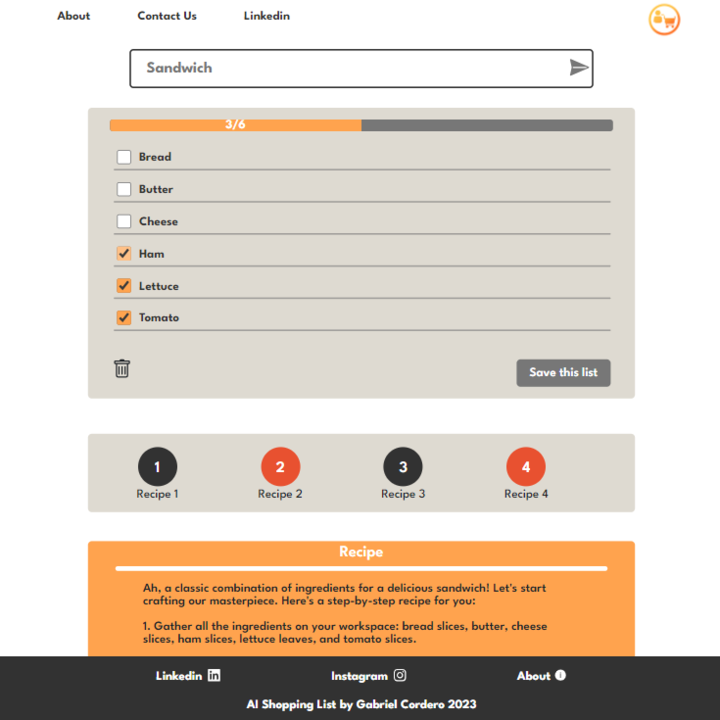 About Contact Us Linkedin
Sandwich
3/6
Bread
Butter
Cheese
Ham
Lettuce
Tomato
Save this list
1 2 3 4
Recipe 1 Recipe 2 Recipe 3 Recipe 4
Recipe
Ah, a classic combination of ingredients for a delicious sandwich! Let's start
crafting our masterpiece. Here's a step-by-step recipe for you:
1. Gather all the ingredients on your workspace: bread slices, butter, cheese
slices, ham slices, lettuce leaves, and tomato slices.
Linkedin Instagram About
AI Shopping List by Gabriel Cordero 2023